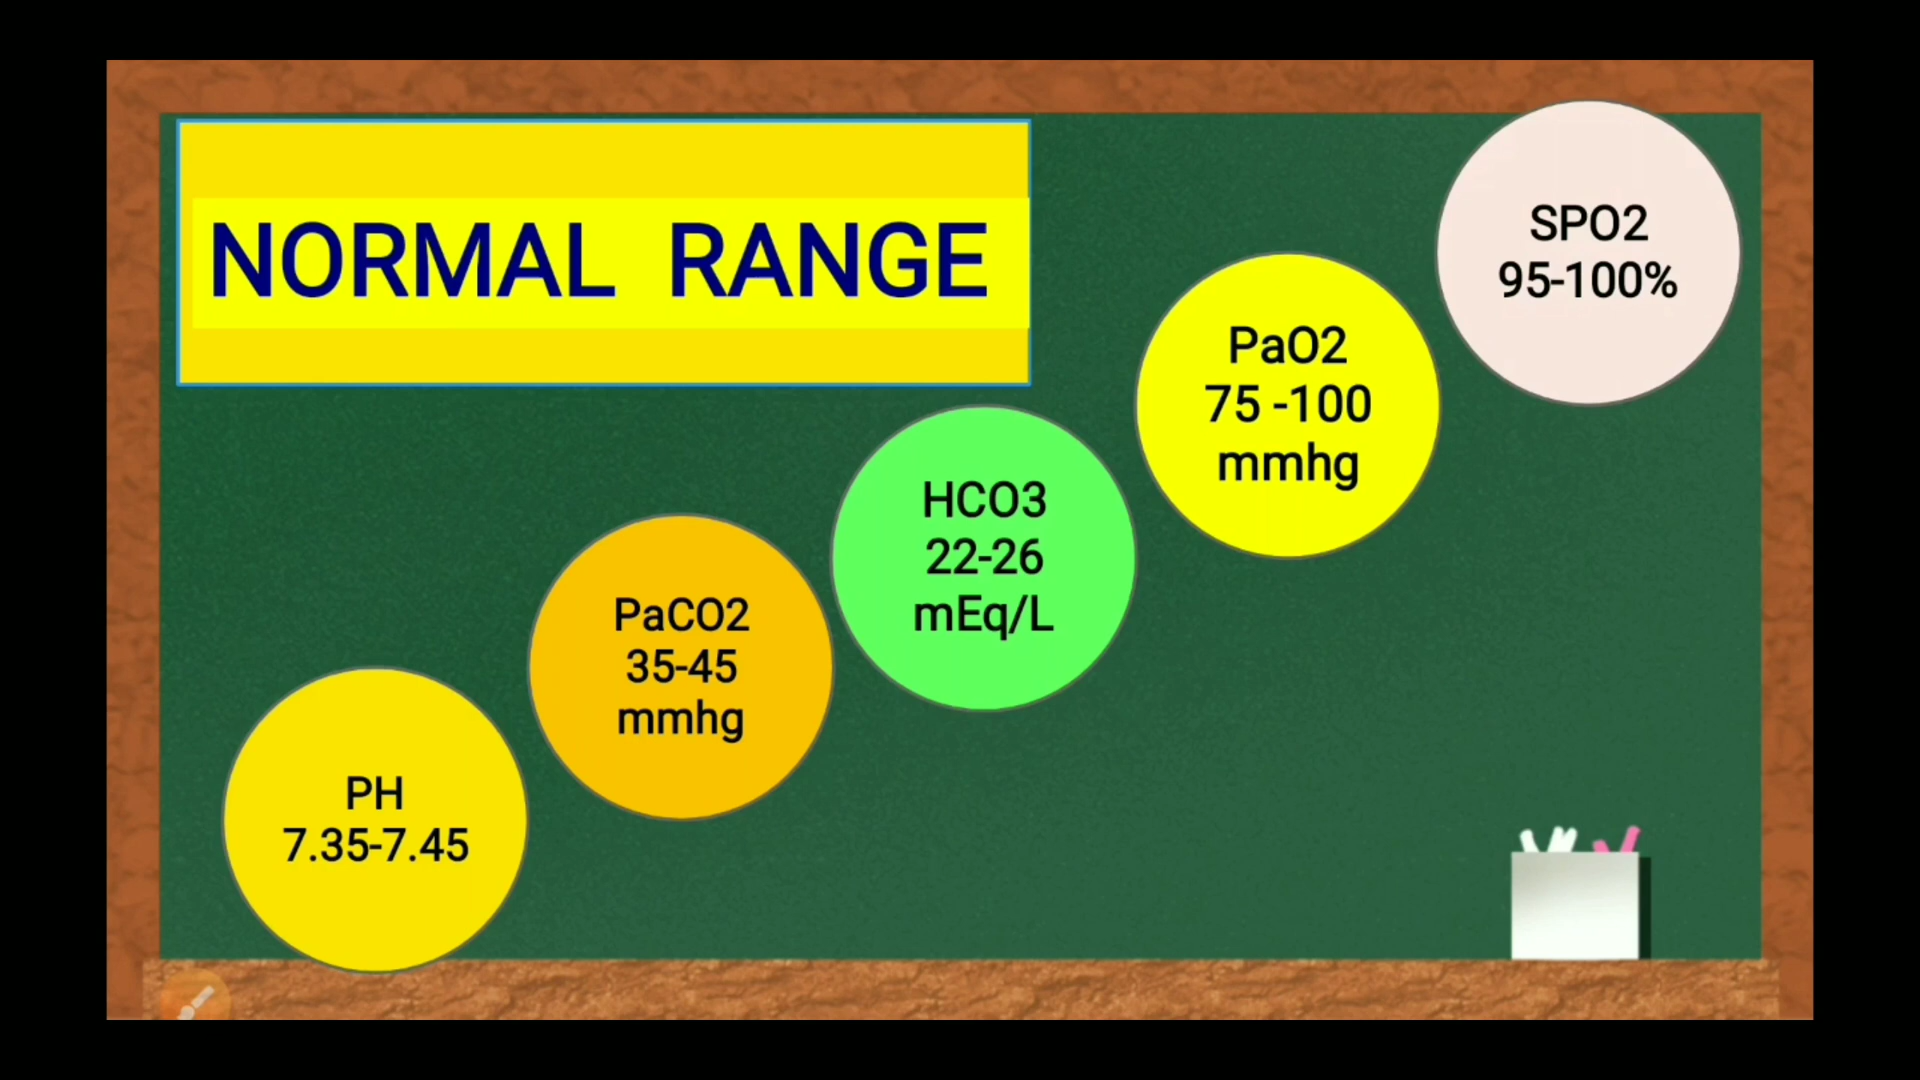 NORMAL RANGE
SPO2
95-100%
PaO2
75 -100
mmhg
HCO3
22-26
mEq/L
PaCO2
35-45
mmhg
PH
7.35-7.45